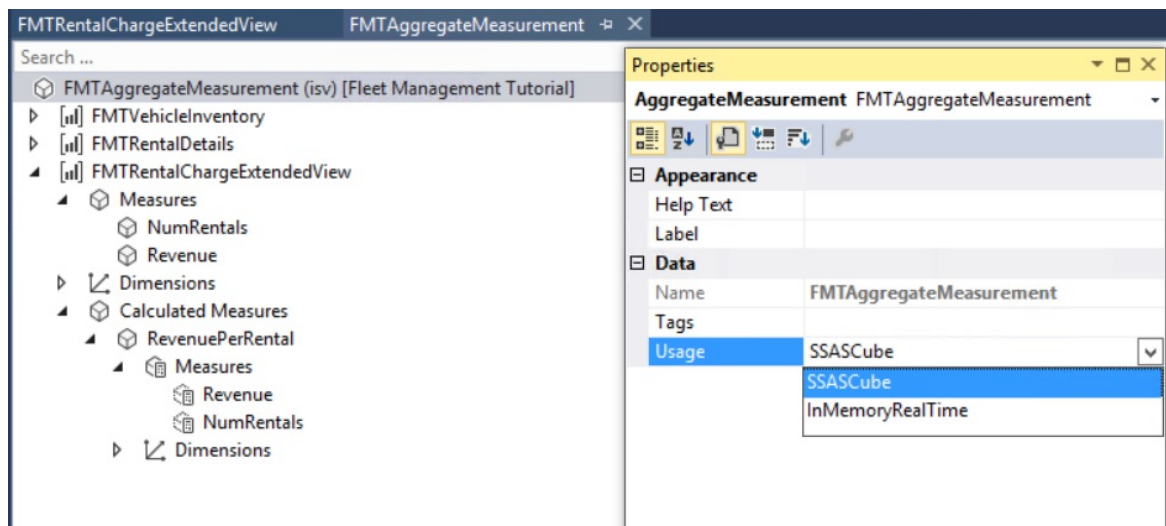 FMTRentalChargeExtendedView
FMTAggregateMeasurement
Search ...
FMTAggregateMeasurement (isv) [Fleet Management Tutorial]
FMTVehicleInventory
FMTRentalDetails
FMTRentalChargeExtendedView
Measures
NumRentals
Revenue
Dimensions
Calculated Measures
RevenuePerRental
Measures
Revenue
NumRentals
Dimensions
Properties
AggregateMeasurement FMTAggregateMeasurement
Appearance
Help Text
Label
Data
Name FMTAggregateMeasurement
Tags
Usage SSASCube
SSASCube
InMemoryRealTime